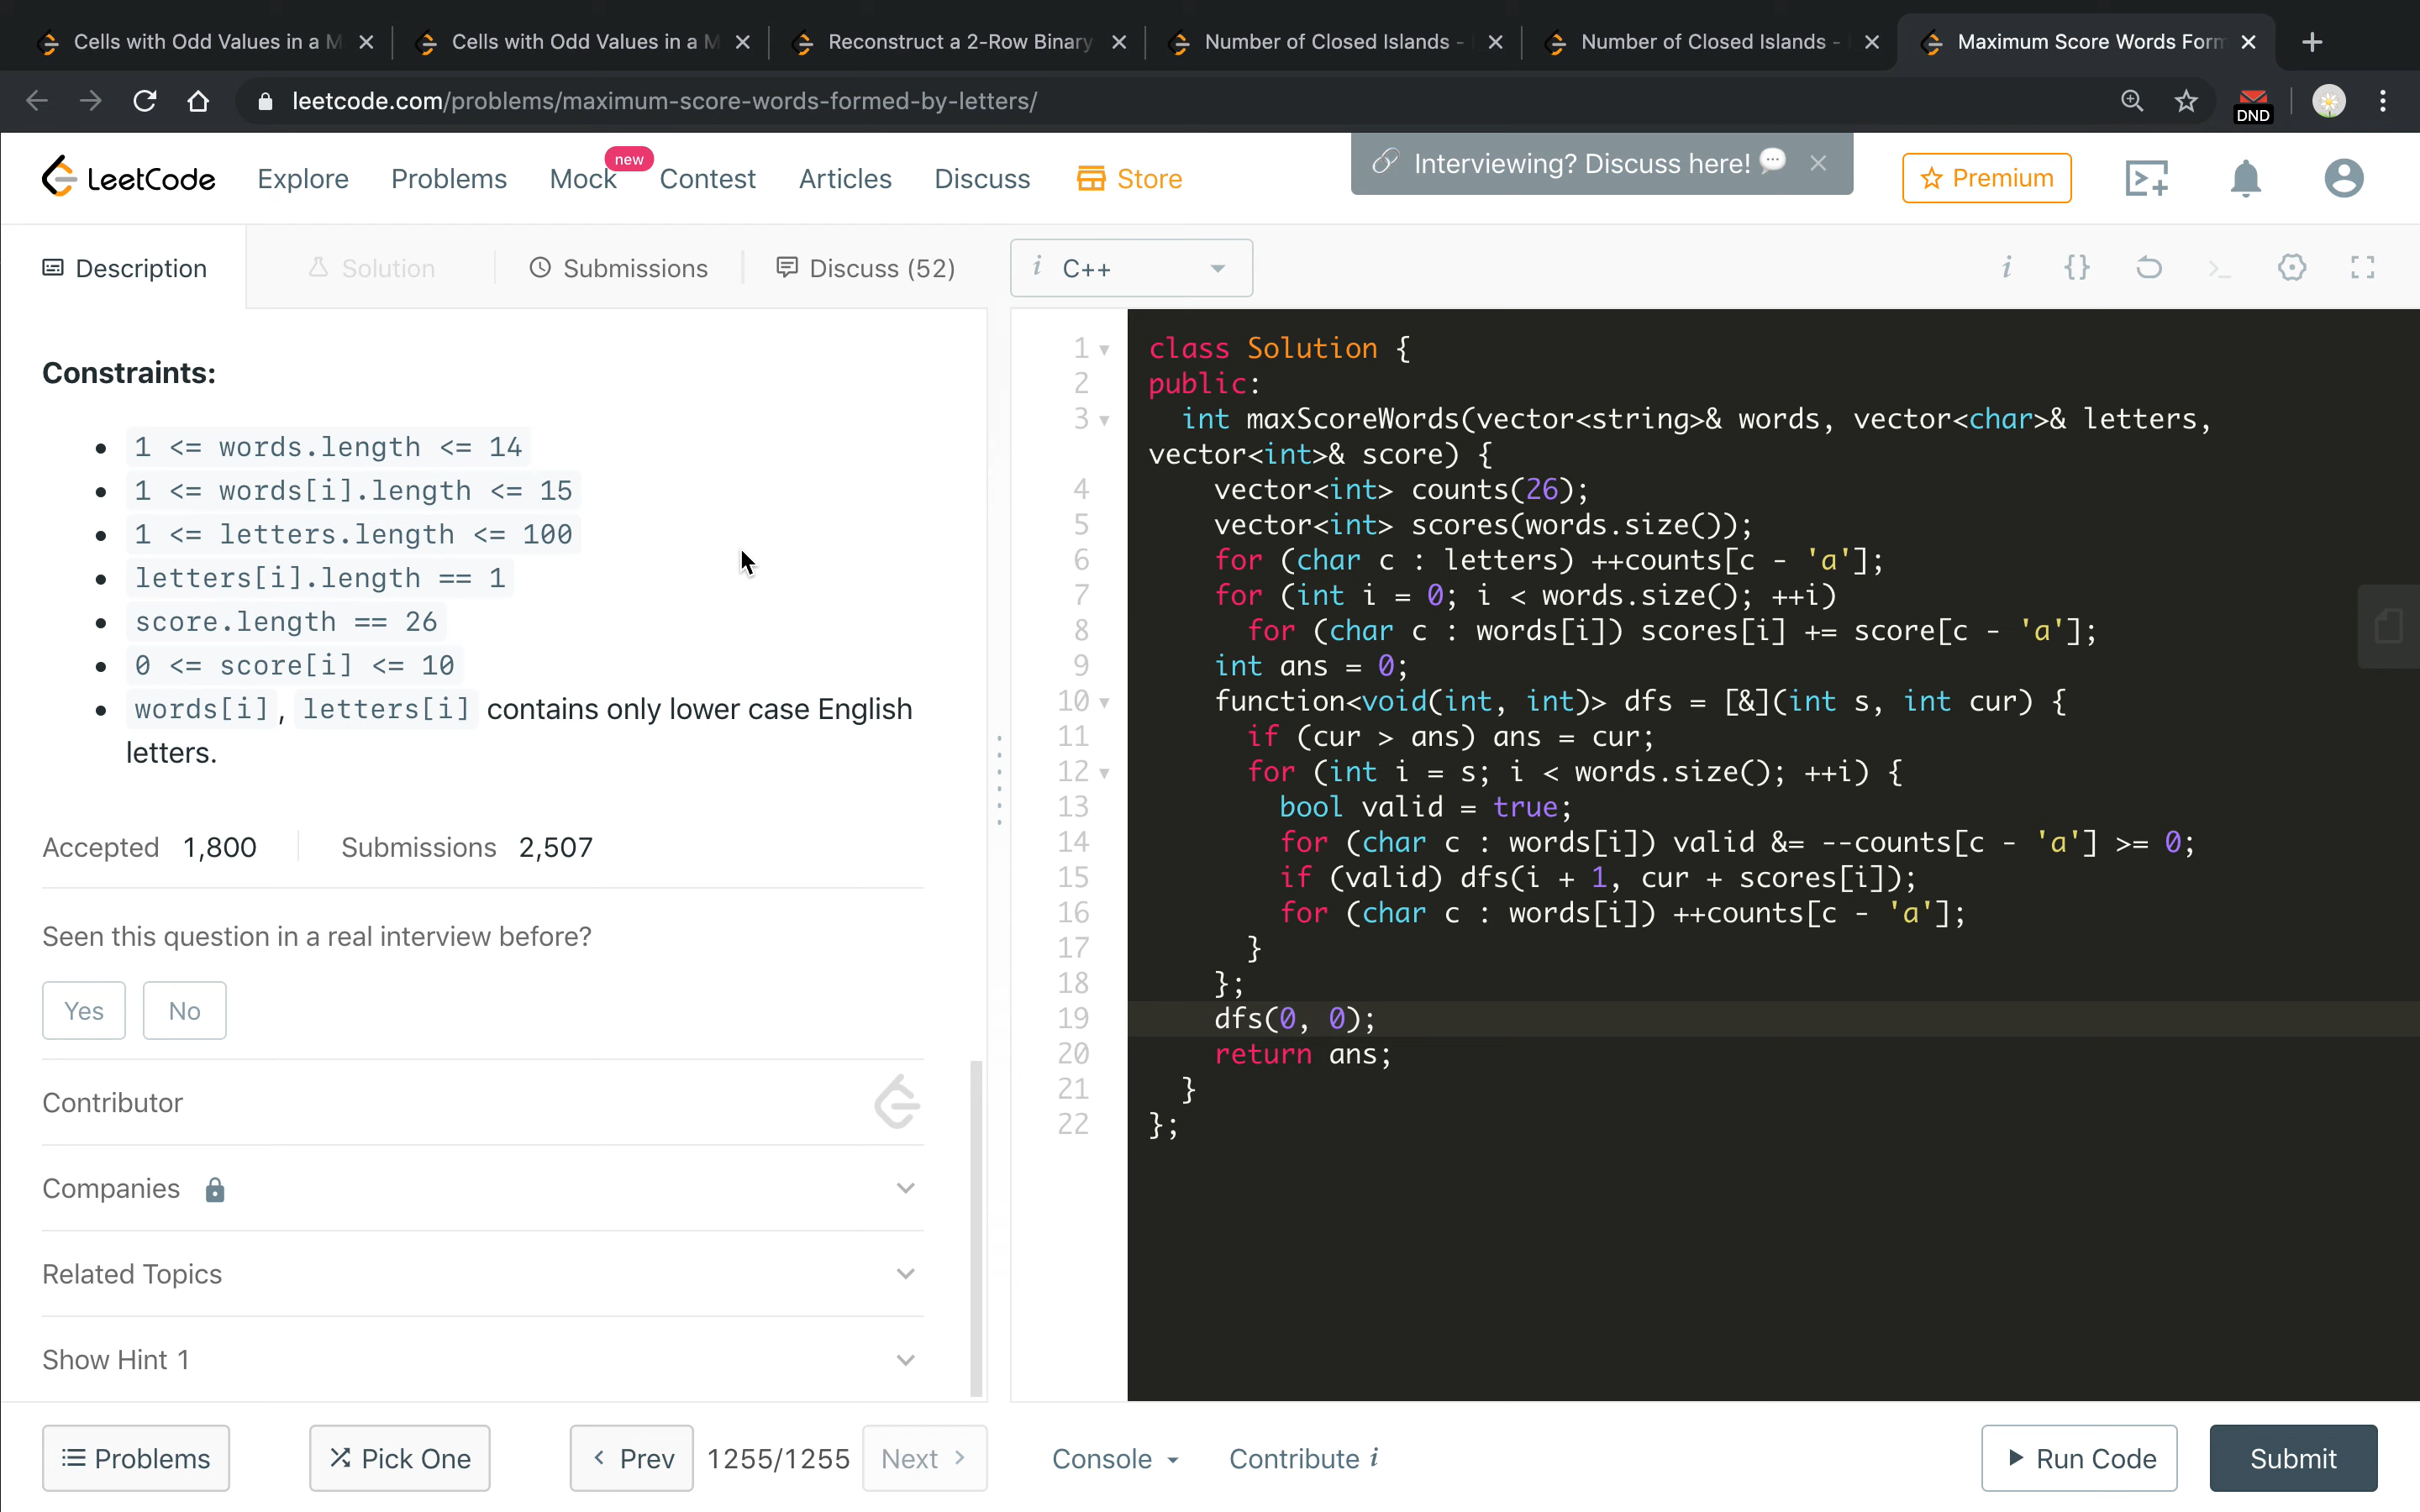 Cells with Odd Values in a M
Cells with Odd Values in a M
Reconstruct a 2-Row Binary
Number of Closed Islands -
Number of Closed Islands -
Maximum Score Words Form
leetcode.com/problems/maximum-score-words-formed-by-letters/
DND
LeetCode
Explore
Problems
Mock
new
Contest
Articles
Discuss
Store
Interviewing? Discuss here!
Premium
Description
Solution
Submissions
Discuss (52)
i C++
Constraints:
1 <= words.length <= 14
1 <= words[i].length <= 15
1 <= letters.length <= 100
letters[i].length == 1
score.length == 26
0 <= score[i] <= 10
words[i], letters[i] contains only lower case English
letters.
Accepted 1,800
Submissions 2,507
Seen this question in a real interview before?
Yes
No
Contributor
Companies
Related Topics
Show Hint 1
1 class Solution {
2 public:
3   int maxScoreWords(vector<string>& words, vector<char>& letters,
vector<int>& score) {
4     vector<int> counts(26);
5     vector<int> scores(words.size());
6     for (char c : letters) ++counts[c - 'a'];
7     for (int i = 0; i < words.size(); ++i)
8       for (char c : words[i]) scores[i] += score[c - 'a'];
9     int ans = 0;
10     function<void(int, int)> dfs = [&](int s, int cur) {
11       if (cur > ans) ans = cur;
12       for (int i = s; i < words.size(); ++i) {
13         bool valid = true;
14         for (char c : words[i]) valid &= --counts[c - 'a'] >= 0;
15         if (valid) dfs(i + 1, cur + scores[i]);
16         for (char c : words[i]) ++counts[c - 'a'];
17       }
18     };
19     dfs(0, 0);
20     return ans;
21   }
22 };
Problems
Pick One
Prev
1255/1255
Next
Console
Contribute i
Run Code
Submit